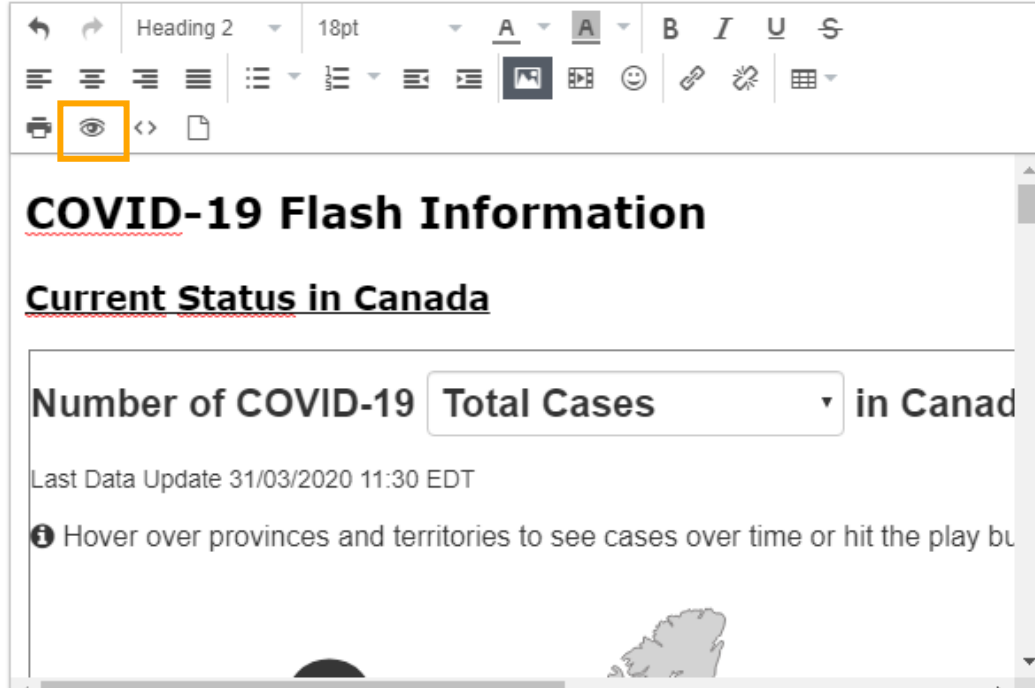 Heading 2 18pt A A B I U S
COVID-19 Flash Information
Current Status in Canada
Number of COVID-19 Total Cases in Canad
Last Data Update 31/03/2020 11:30 EDT
Hover over provinces and territories to see cases over time or hit the play bu